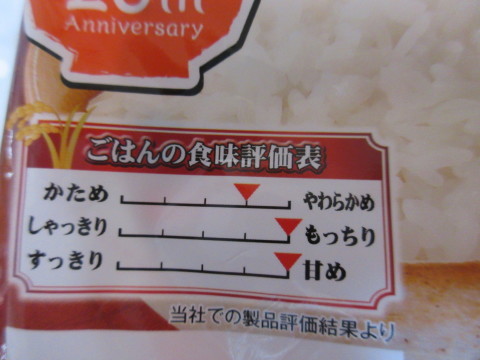 Anniversary
ごはんの食味評価表
かため やわらかめ
しゃっきり もっちり
すっきり 甘め
当社での製品評価結果より